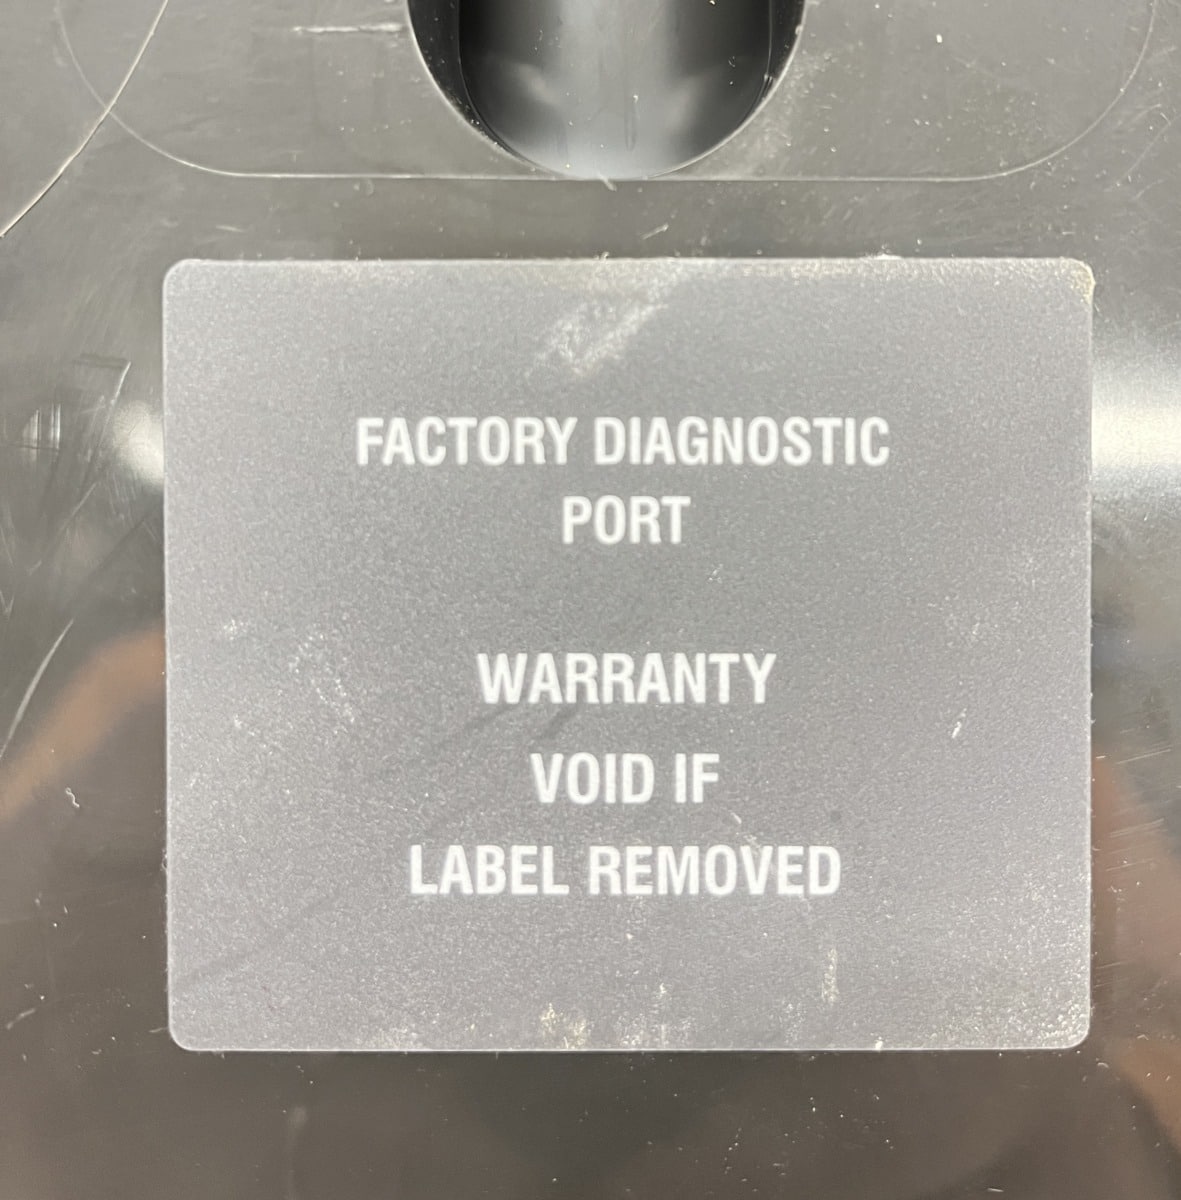 FACTORY DIAGNOSTIC
PORT
WARRANTY
VOID IF
LABEL REMOVED